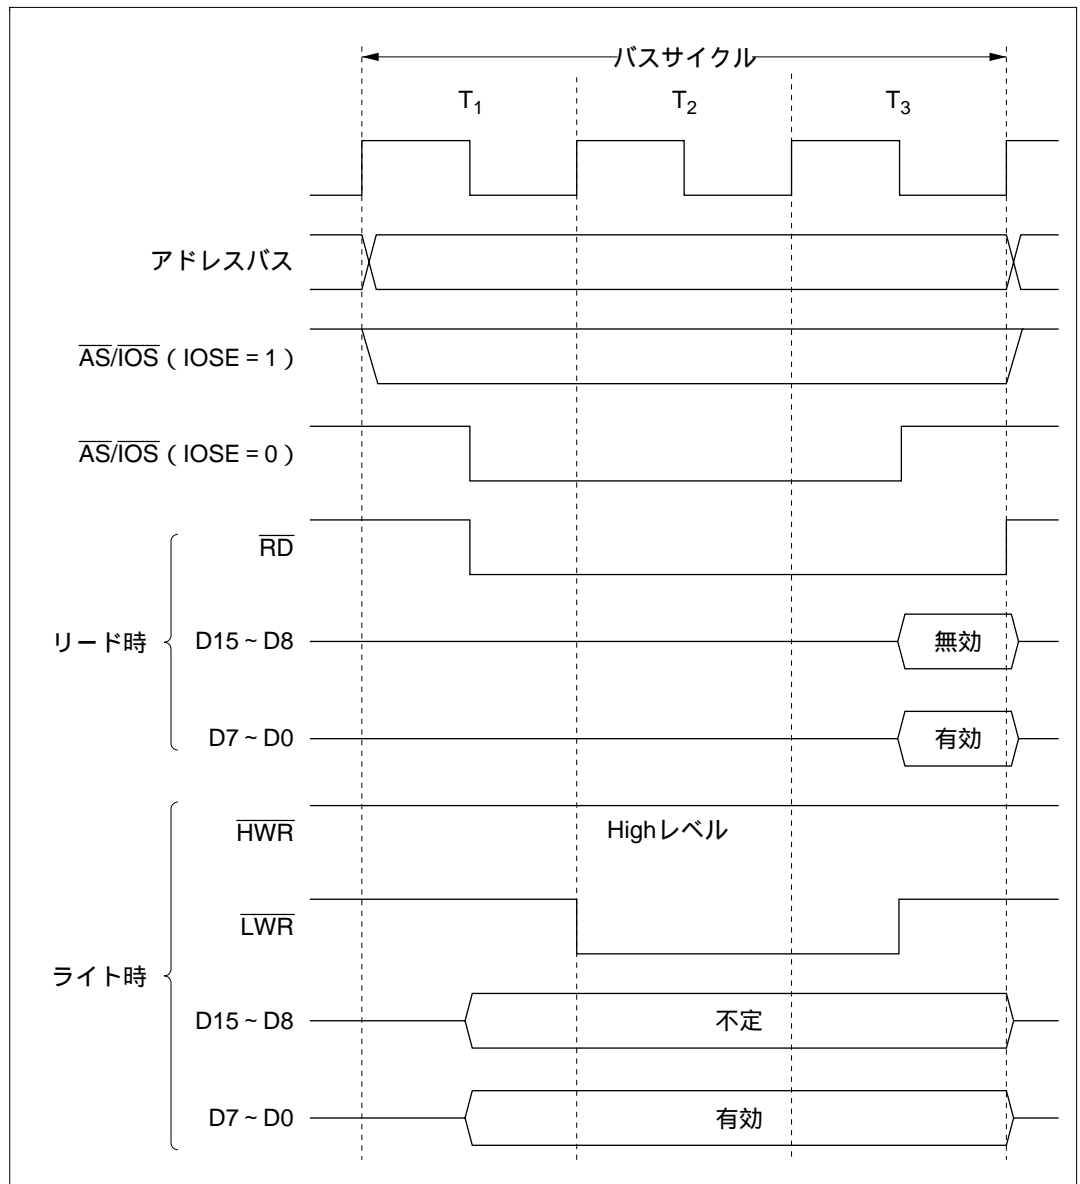 バスサイクル
T1 T2 T3
アドレスバス
AS/IOS（IOSE = 1）
AS/IOS（IOSE = 0）
リード時
RD
D15～D8 無効
D7～D0 有効
ライト時
HWR Highレベル
LWR
D15～D8 不定
D7～D0 有効